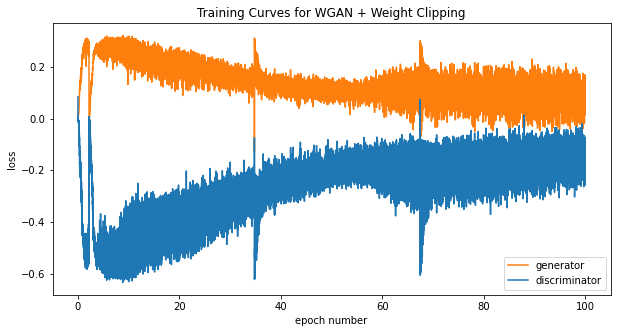 Training Curves for WGAN + Weight Clipping
0.2
0.0
−0.2
−0.4
−0.6
loss
0
20
40
60
80
100
epoch number
generator
discriminator